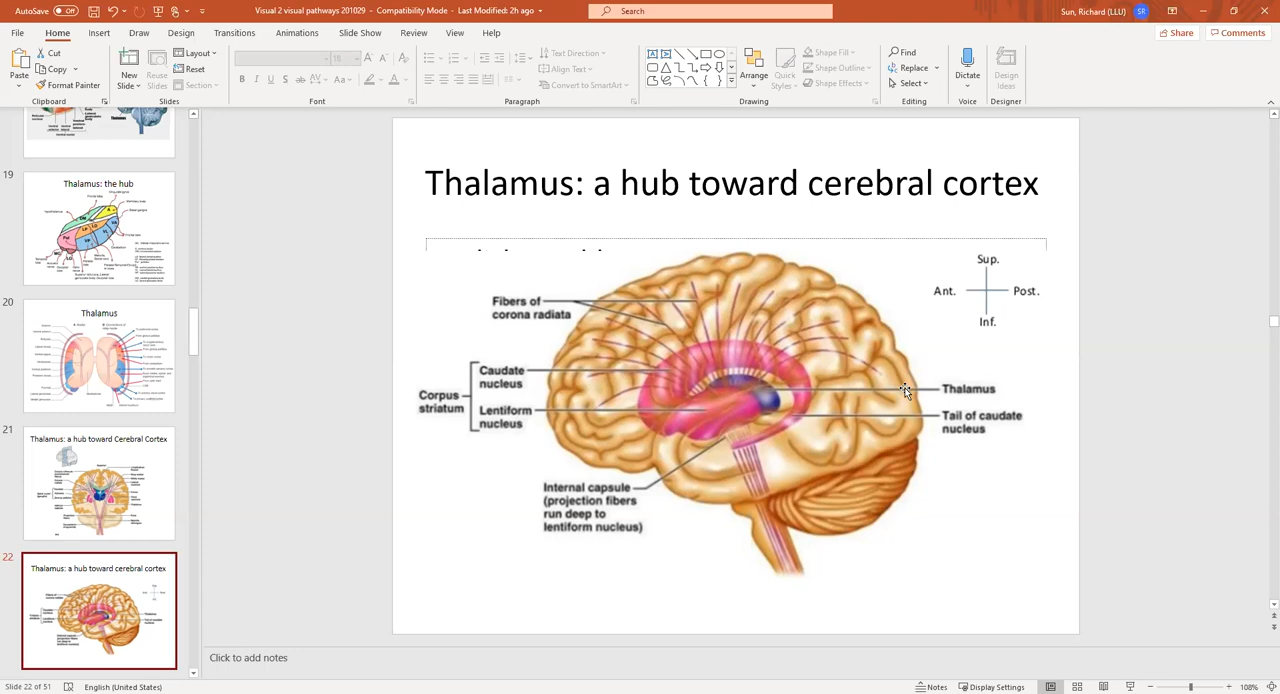 AutoSave Off
Visual 2 visual pathways 201029 - Compatibility Mode - Last Modified: 2h ago
Search
Sun, Richard (LLU) SR
File Home Insert Draw Design Transitions Animations Slide Show Review View Help
Share Comments
Paste
Cut
Copy
Format Painter
Clipboard
New Slide
Reuse Slides
Layout
Reset
Section
Slides
18
Font
Text Direction
Align Text
Convert to SmartArt
Paragraph
Arrange
Quick Styles
Shape Fill
Shape Outline
Shape Effects
Drawing
Find
Replace
Select
Editing
Dictate
Voice
Design Ideas
Designer
19
Thalamus: the hub
20
Thalamus
21
Thalamus: a hub toward Cerebral Cortex
22
Thalamus: a hub toward cerebral cortex
Thalamus: a hub toward cerebral cortex
Sup.
Ant. Post.
Inf.
Fibers of
corona radiata
Caudate
nucleus
Corpus
striatum
Lentiform
nucleus
Thalamus
Tail of caudate
nucleus
Internal capsule
(projection fibers
run deep to
lentiform nucleus)
Click to add notes
Slide 22 of 51 English (United States) Notes Display Settings 108%